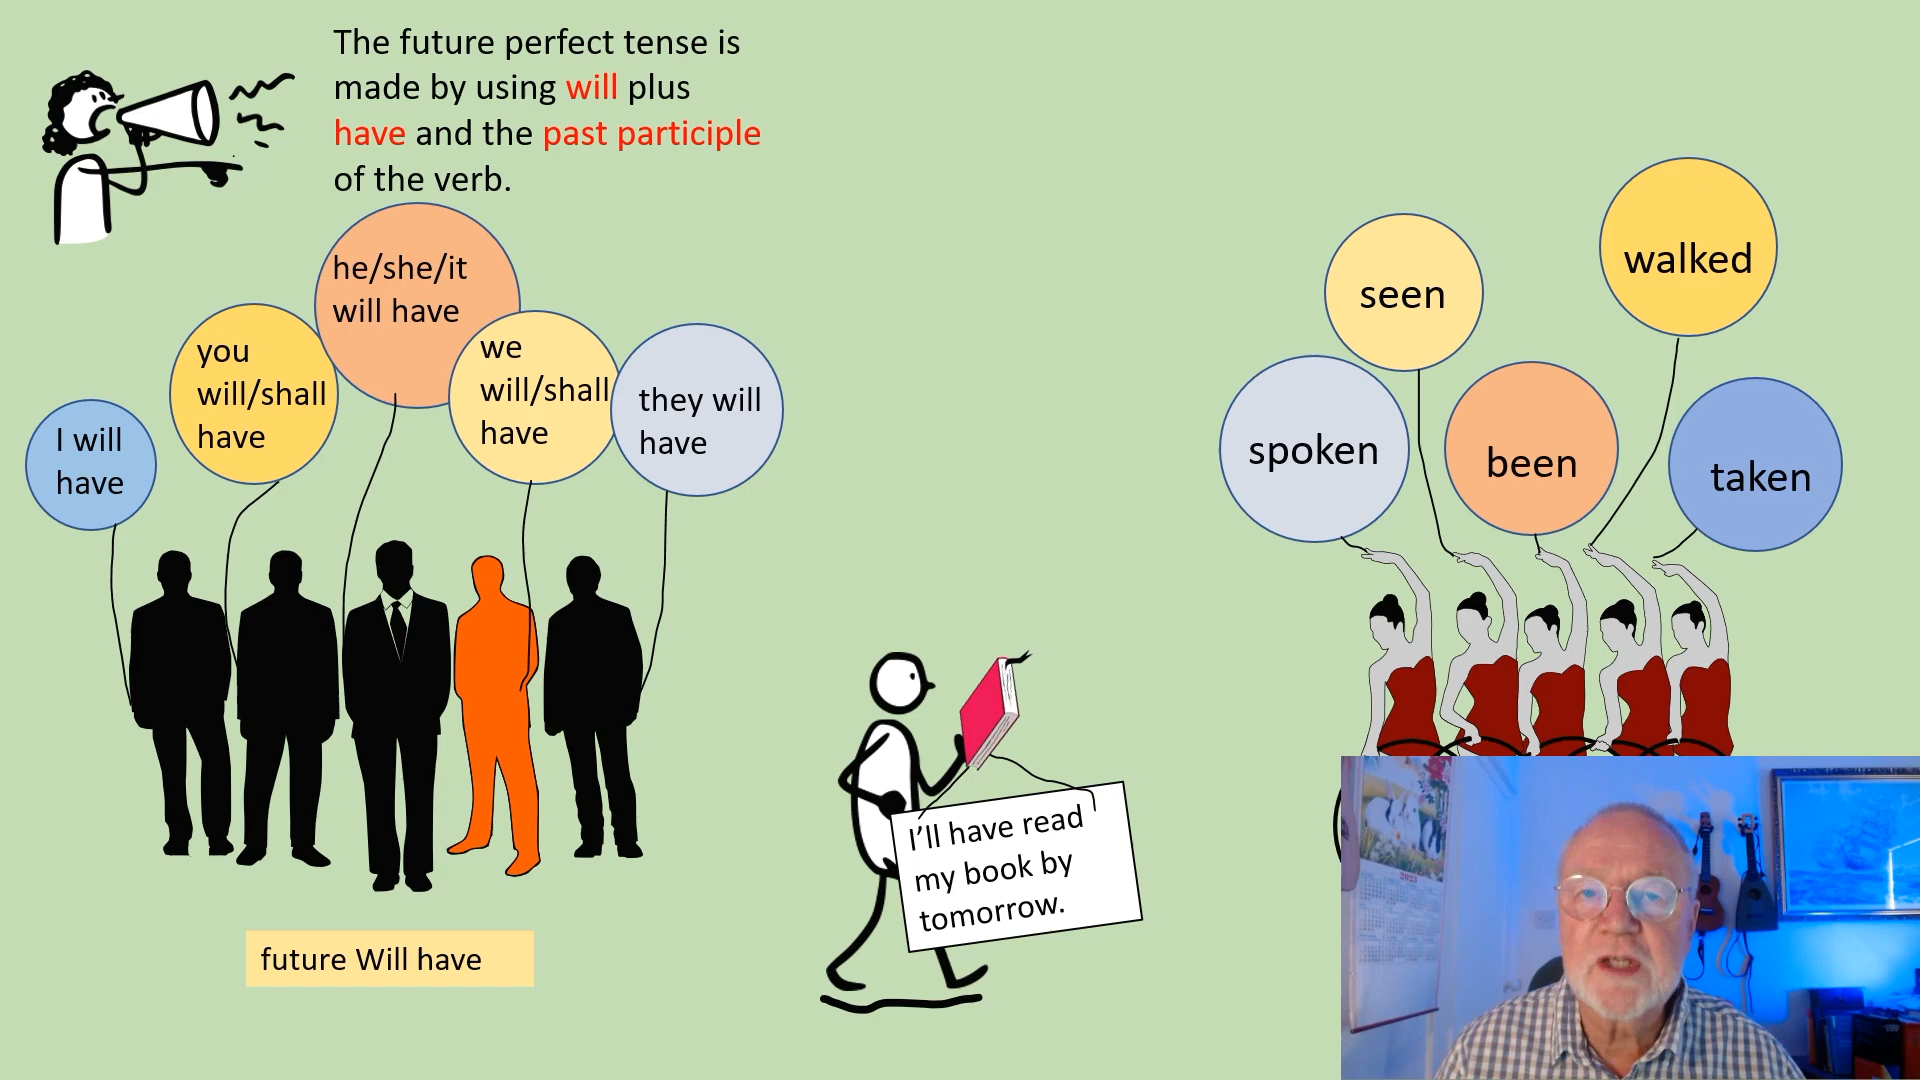 The future perfect tense is
made by using will plus
have and the past participle
of the verb.
he/she/it
will have
you
will/shall
have
we
will/shall
have
they will
have
I will
have
walked
seen
spoken
been
taken
I'll have read
my book by
tomorrow.
future Will have
2023